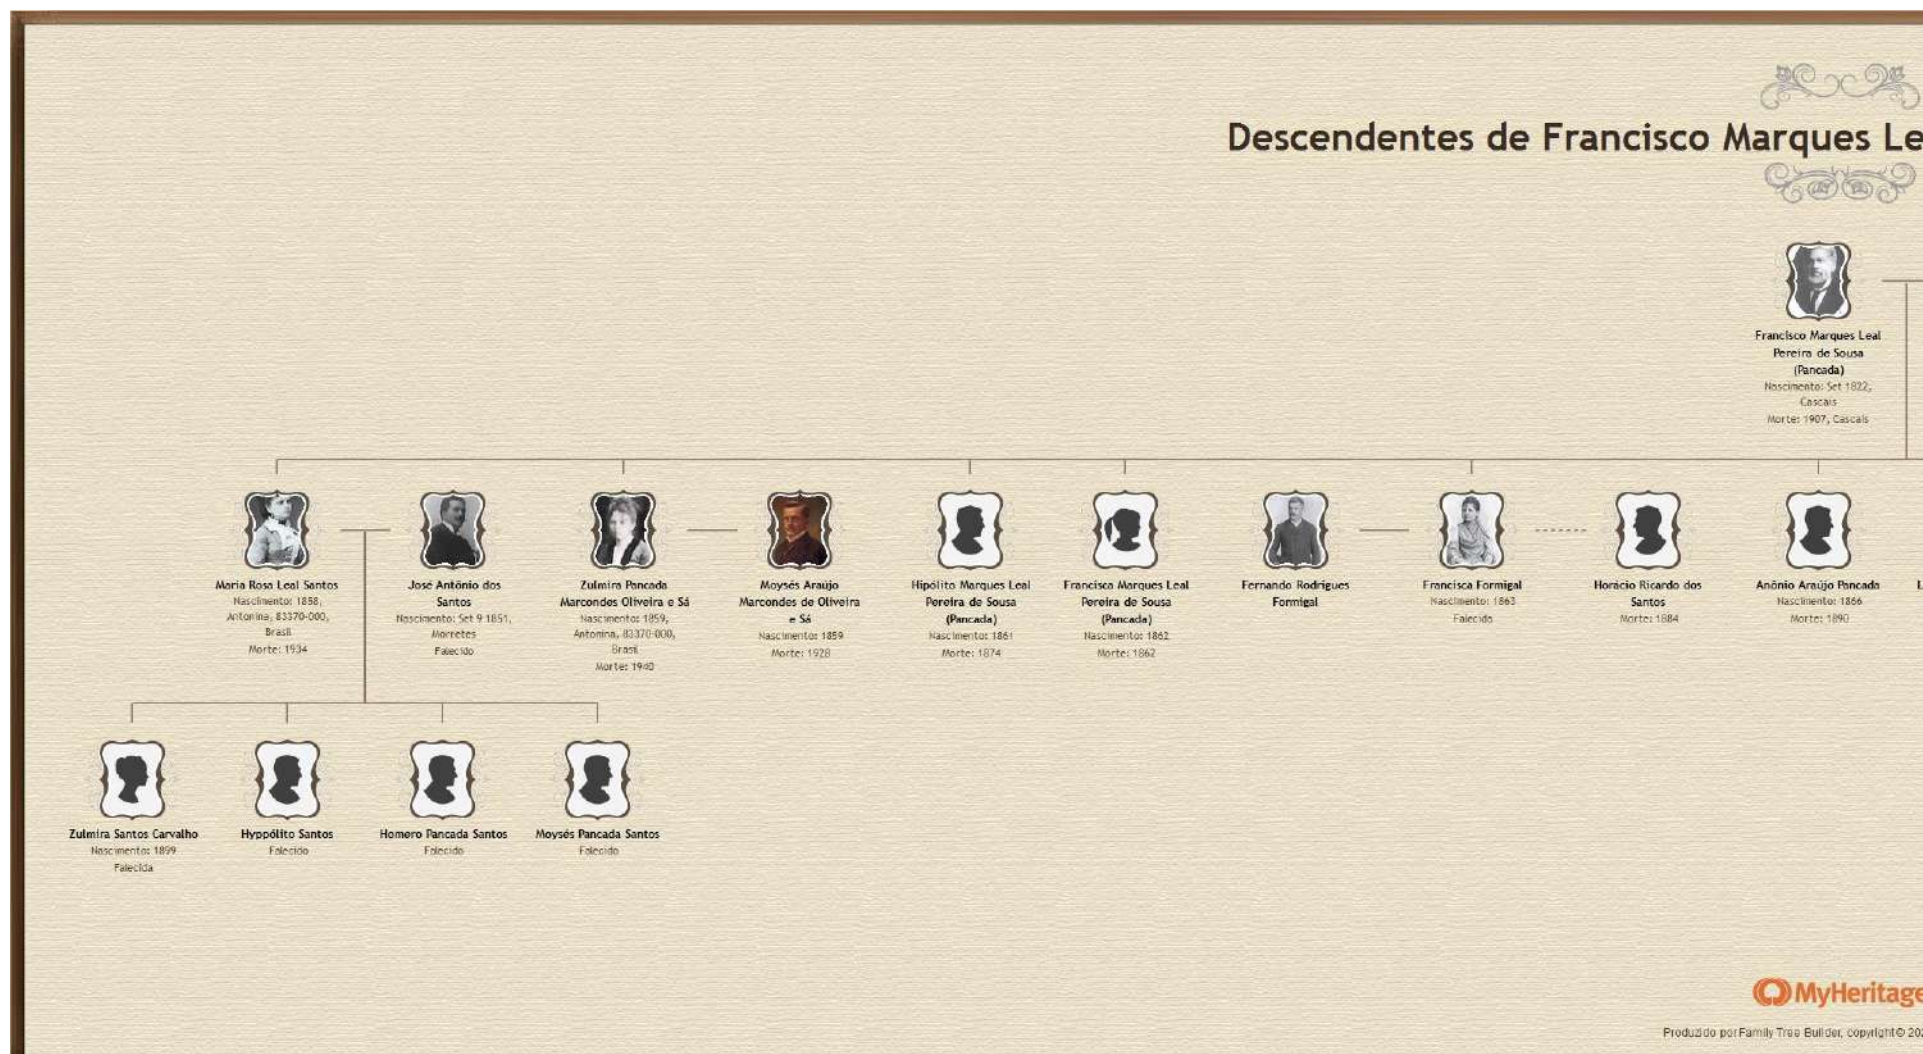 Descendentes de Francisco Marques Le
Francisco Marques Leal
Pereira de Sousa
(Pancada)
Nascimento: Set 1822,
Cascais
Morte: 1907, Cascais
Maria Rosa Leal Santos
Nascimento: 1858,
Antonina, 83370-000,
Brasil
Morte: 1934
José Antônio dos
Santos
Nascimento: Set 9 1851,
Morretes
Falecido
Zulmira Pancada
Marcondes Oliveira e Sá
Nascimento: 1859,
Antonina, 83370-000,
Brasil
Morte: 1940
Moysés Araújo
Marcondes de Oliveira
e Sá
Nascimento: 1859
Morte: 1928
Hipólito Marques Leal
Pereira de Sousa
(Pancada)
Nascimento: 1861
Morte: 1874
Francisca Marques Leal
Pereira de Sousa
(Pancada)
Nascimento: 1862
Morte: 1862
Fernando Rodrigues
Formigal
Francisca Formigal
Nascimento: 1863
Falecido
Horácio Ricardo dos
Santos
Morte: 1884
Anônio Araújo Pancada
Nascimento: 1866
Morte: 1890
L
Zulmira Santos Carvalho
Nascimento: 1899
Falecida
Hyppólito Santos
Falecido
Homero Pancada Santos
Falecido
Moysés Pancada Santos
Falecido
MyHeritage
Produzido por Family Tree Builder, copyright © 20